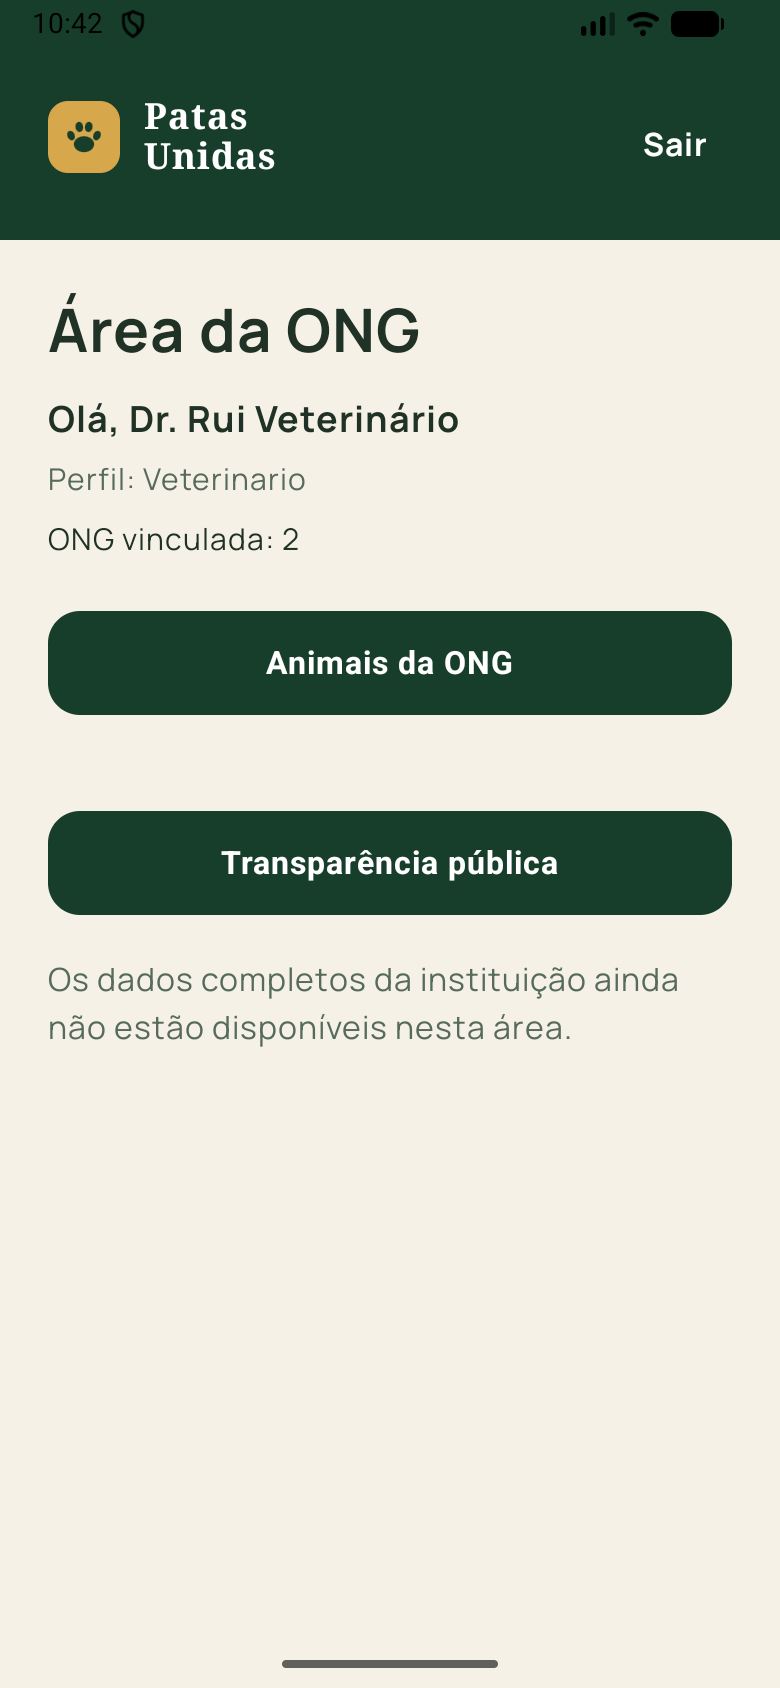 10:42
Patas
Unidas
Sair
Área da ONG
Olá, Dr. Rui Veterinário
Perfil: Veterinario
ONG vinculada: 2
Animais da ONG
Transparência pública
Os dados completos da instituição ainda
não estão disponíveis nesta área.